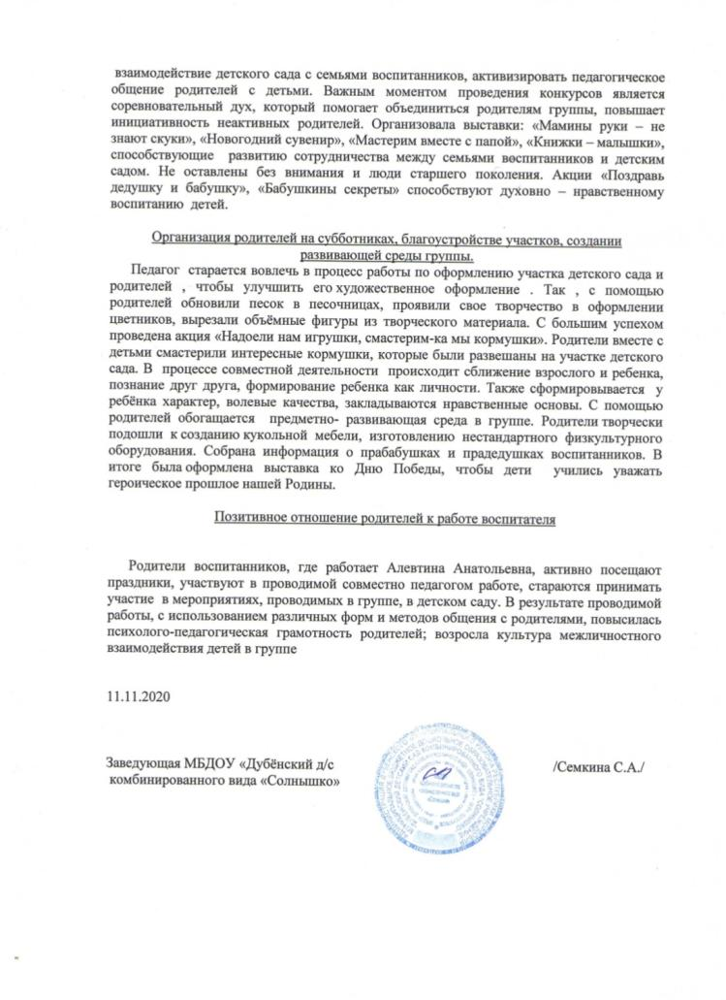 взаимодействие детского сада с семьями воспитанников, активизировать педагогическое
общение родителей с детьми. Важным моментом проведения конкурсов является
соревновательный дух, который помогает объединиться родителям группы, повышает
инициативность неактивных родителей. Организовала выставки: «Мамины руки – не
знают скуки», «Новогодний сувенир», «Мастерим вместе с папой», «Книжки – малышки»,
способствующие развитию сотрудничества между семьями воспитанников и детским
садом. Не оставлены без внимания и люди старшего поколения. Акции «Поздравь
дедушку и бабушку», «Бабушкины секреты» способствуют духовно – нравственному
воспитанию детей.
Организация родителей на субботниках, благоустройстве участков, создании
развивающей среды группы.
Педагог старается вовлечь в процесс работы по оформлению участка детского сада и
родителей , чтобы улучшить его художественное оформление . Так , с помощью
родителей обновили песок в песочницах, проявили свое творчество в оформлении
цветников, вырезали объёмные фигуры из творческого материала. С большим успехом
проведена акция «Надоели нам игрушки, смастерим-ка мы кормушки». Родители вместе с
детьми смастерили интересные кормушки, которые были развешаны на участке детского
сада. В процессе совместной деятельности происходит сближение взрослого и ребенка,
познание друг друга, формирование ребенка как личности. Также сформировывается у
ребёнка характер, волевые качества, закладываются нравственные основы. С помощью
родителей обогащается предметно- развивающая среда в группе. Родители творчески
подошли к созданию кукольной мебели, изготовлению нестандартного физкультурного
оборудования. Собрана информация о прабабушках и прадедушках воспитанников. В
итоге была оформлена выставка ко Дню Победы, чтобы дети учились уважать
героическое прошлое нашей Родины.
Позитивное отношение родителей к работе воспитателя
Родители воспитанников, где работает Алевтина Анатольевна, активно посещают
праздники, участвуют в проводимой совместно педагогом работе, стараются принимать
участие в мероприятиях, проводимых в группе, в детском саду. В результате проводимой
работы, с использованием различных форм и методов общения с родителями, повысилась
психолого-педагогическая грамотность родителей; возросла культура межличностного
взаимодействия детей в группе
11.11.2020
Заведующая МБДОУ «Дубёнский д/с
комбинированного вида «Солнышко»
/Семкина С.А./